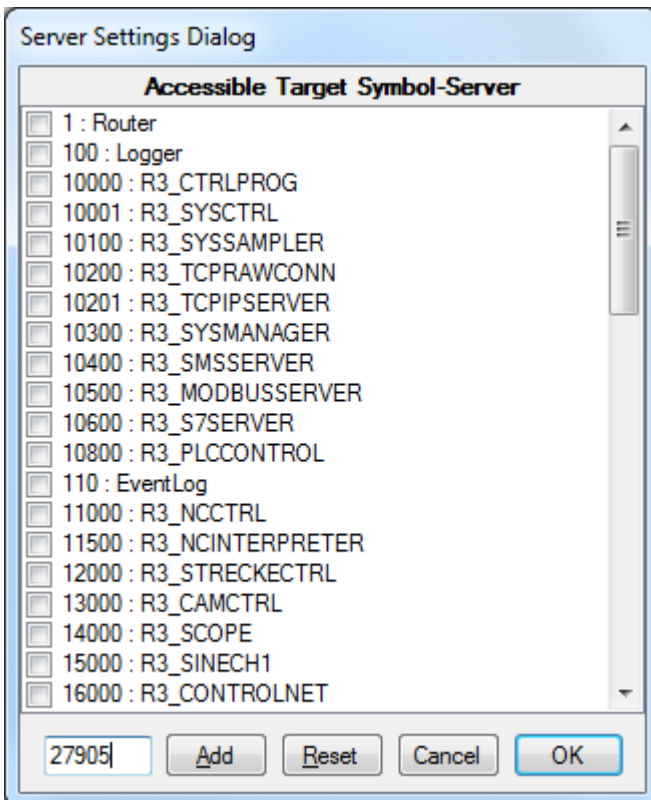 Server Settings Dialog
Accessible Target Symbol-Server
1 : Router
100 : Logger
10000 : R3_CTRLPROG
10001 : R3_SYSCTRL
10100 : R3_SYSSAMPLER
10200 : R3_TCPRAWCONN
10201 : R3_TCPIPSERVER
10300 : R3_SYSMANAGER
10400 : R3_SMSSERVER
10500 : R3_MODBUSSERVER
10600 : R3_S7SERVER
10800 : R3_PLCCONTROL
110 : EventLog
11000 : R3_NCCTRL
11500 : R3_NCINTERPRETER
12000 : R3_STRECKECTRL
13000 : R3_CAMCTRL
14000 : R3_SCOPE
15000 : R3_SINECH1
16000 : R3_CONTROLNET
27905 Add Reset Cancel OK